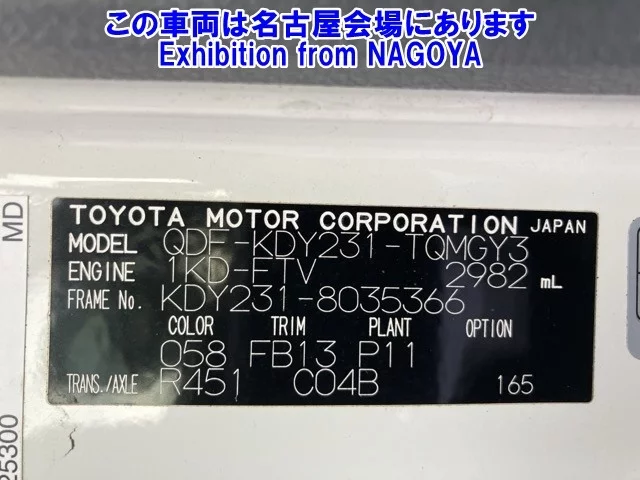 この車両は名古屋会場にあります
Exhibition from NAGOYA
TOYOTA MOTOR CORPORATION JAPAN
MODEL QDF-KDY231-TQMGY3
ENGINE 1KD-FTV 2982 mL
FRAME No. KDY231-8035366
COLOR TRIM PLANT OPTION
058 FB13 P11
TRANS./AXLE R451 C04B 165
MD
25300